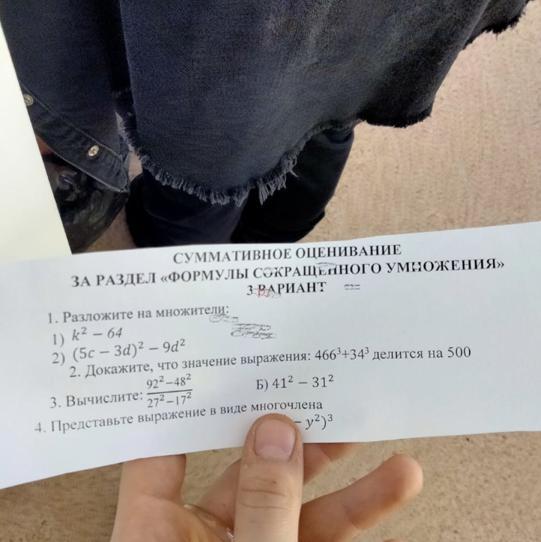 СУММАТИВНОЕ ОЦЕНИВАНИЕ
ЗА РАЗДЕЛ «ФОРМУЛЫ СОКРАЩЕННОГО УМНОЖЕНИЯ»
3 ВАРИАНТ
1. Разложите на множители:
1) k² − 64
2) (5c − 3d)² − 9d²
2. Докажите, что значение выражения: 466³+34³ делится на 500
3. Вычислите: (92²−48²)/(27²−17²) Б) 41² − 31²
4. Представьте выражение в виде многочлена
− y²)³